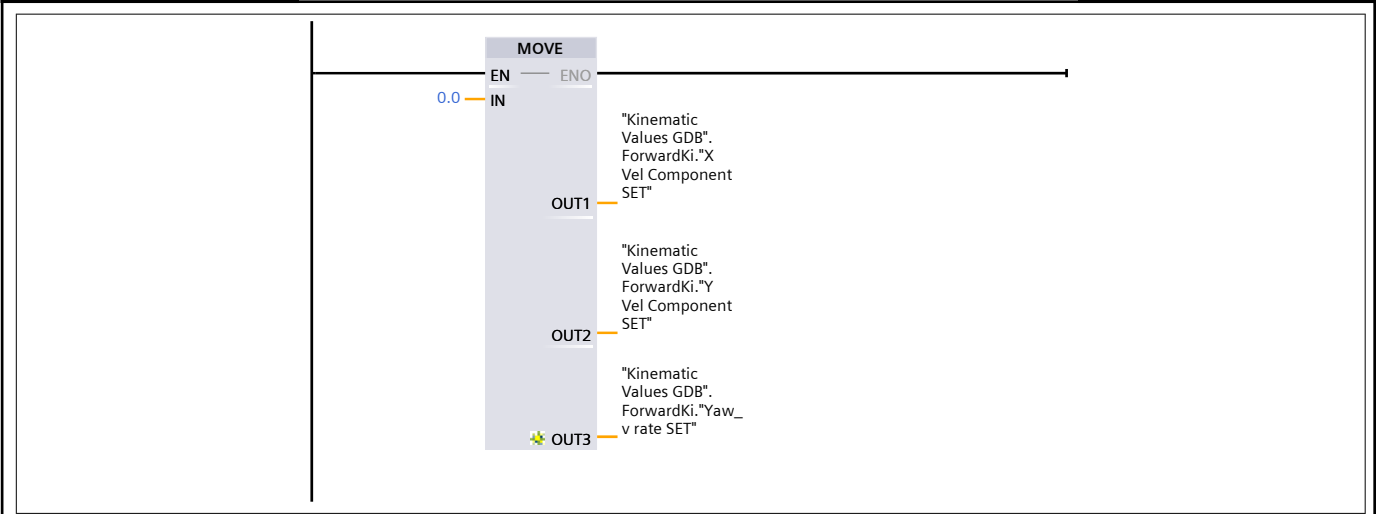 MOVE
EN
ENO
0.0
IN
"Kinematic
Values GDB".
ForwardKi."X
Vel Component
SET"
OUT1
"Kinematic
Values GDB".
ForwardKi."Y
Vel Component
SET"
OUT2
"Kinematic
Values GDB".
ForwardKi."Yaw_
v rate SET"
OUT3